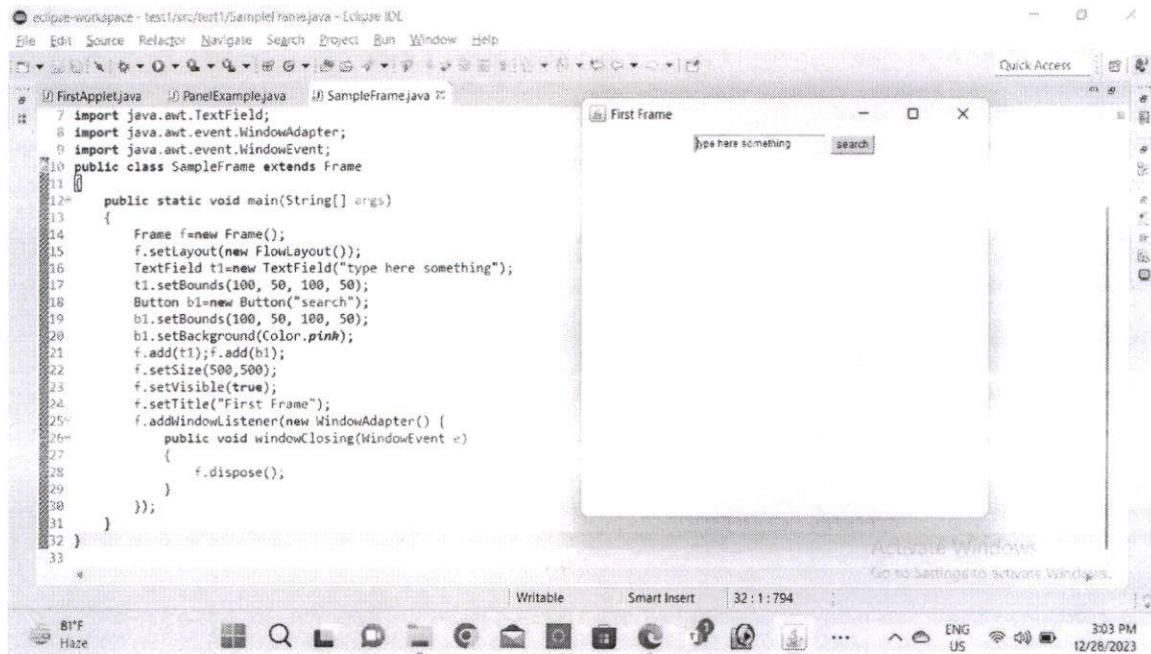 eclipse-workspace - test1/src/test1/SampleFrame.java - Eclipse IDE
File Edit Source Refactor Navigate Search Project Run Window Help
Quick Access
FirstApplet.java PanelExample.java SampleFrame.java
7 import java.awt.TextField;
8 import java.awt.event.WindowAdapter;
9 import java.awt.event.WindowEvent;
10 public class SampleFrame extends Frame
11 {
12 public static void main(String[] args)
13 {
14 Frame f=new Frame();
15 f.setLayout(new FlowLayout());
16 TextField t1=new TextField("type here something");
17 t1.setBounds(100, 50, 100, 50);
18 Button b1=new Button("search");
19 b1.setBounds(100, 50, 100, 50);
20 b1.setBackground(Color.pink);
21 f.add(t1);f.add(b1);
22 f.setSize(500,500);
23 f.setVisible(true);
24 f.setTitle("First Frame");
25 f.addWindowListener(new WindowAdapter() {
26 public void windowClosing(WindowEvent e)
27 {
28 f.dispose();
29 }
30 });
31 }
32 }
33
First Frame
type here something search
Activate Windows
Go to Settings to activate Windows.
Writable Smart Insert 32 : 1 : 794
81°F
Haze
ENG
US
3:03 PM
12/28/2023
1